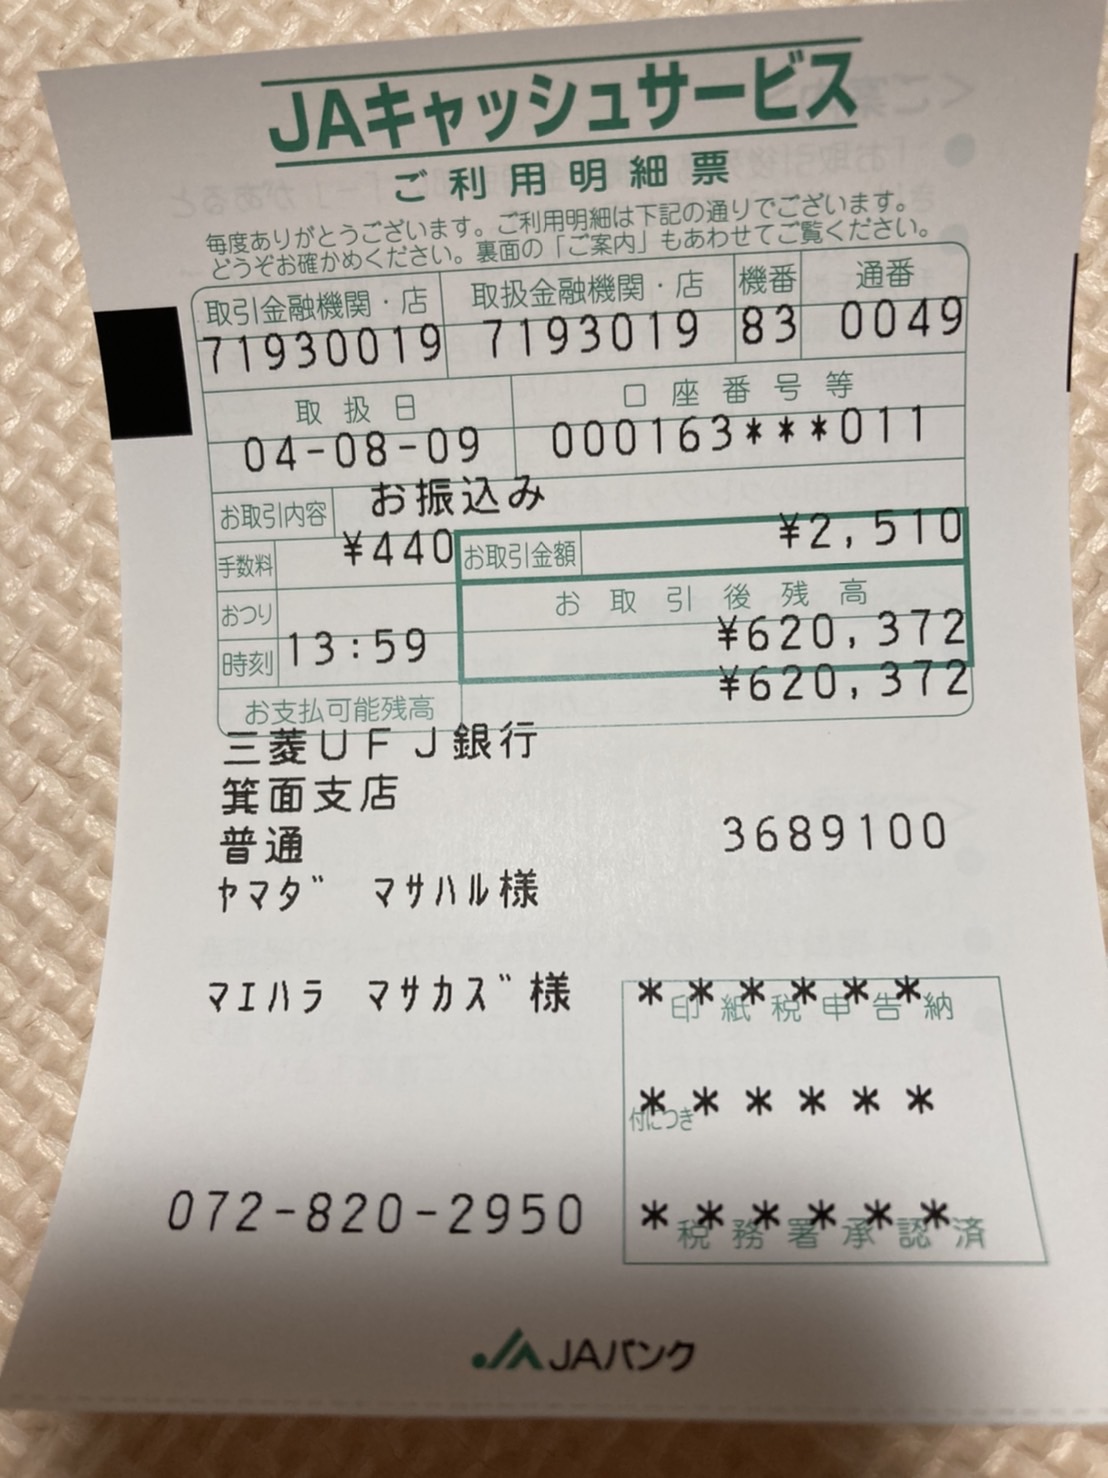 JAキャッシュサービス
ご利用明細票
毎度ありがとうございます。ご利用明細は下記の通りでございます。
どうぞお確かめください。裏面の「ご案内」もあわせてご覧ください。
取引金融機関・店 取扱金融機関・店 機番 通番
71930019 7193019 83 0049
取扱日 口座番号等
04-08-09 000163***011
お取引内容 お振込み
手数料 ¥440 お取引金額 ¥2,510
おつり お取引後残高
¥620,372
時刻 13:59
お支払可能残高 ¥620,372
三菱UFJ銀行
箕面支店
普通 3689100
ヤマダ マサハル様
マエハラ マサカズ様
******
印紙税申告納
******
付につき
072-820-2950
******
税務署承認済
JAバンク